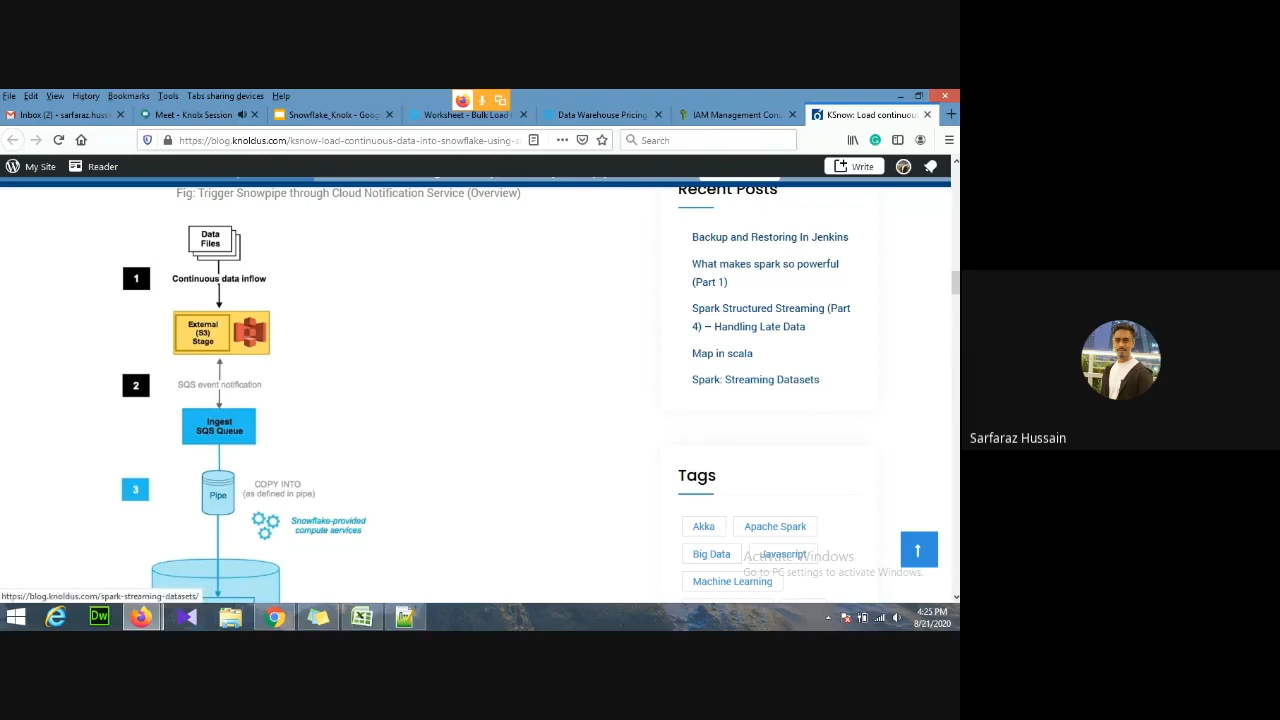 File Edit View History Bookmarks Tools Tabs sharing devices Help
Inbox (2) - sarfaraz.huss
Meet - Knolx Session
Snowflake_Knolx - Goog
Worksheet - Bulk Load
Data Warehouse Pricing
IAM Management Cons
KSnow: Load continuou
https://blog.knoldus.com/ksnow-load-continuous-data-into-snowflake-using-s
Search
My Site
Reader
Write
Fig: Trigger Snowpipe through Cloud Notification Service (Overview)
Data
Files
1
Continuous data inflow
External
(S3)
Stage
2
SQS event notification
Ingest
SQS Queue
3
Pipe
COPY INTO
(as defined in pipe)
Snowflake-provided
compute services
Recent Posts
Backup and Restoring In Jenkins
What makes spark so powerful
(Part 1)
Spark Structured Streaming (Part
4) – Handling Late Data
Map in scala
Spark: Streaming Datasets
Tags
Akka
Apache Spark
Big Data
Javascript
Machine Learning
Activate Windows
Go to PC settings to activate Windows.
https://blog.knoldus.com/spark-streaming-datasets/
Dw
4:25 PM
8/21/2020
Sarfaraz Hussain